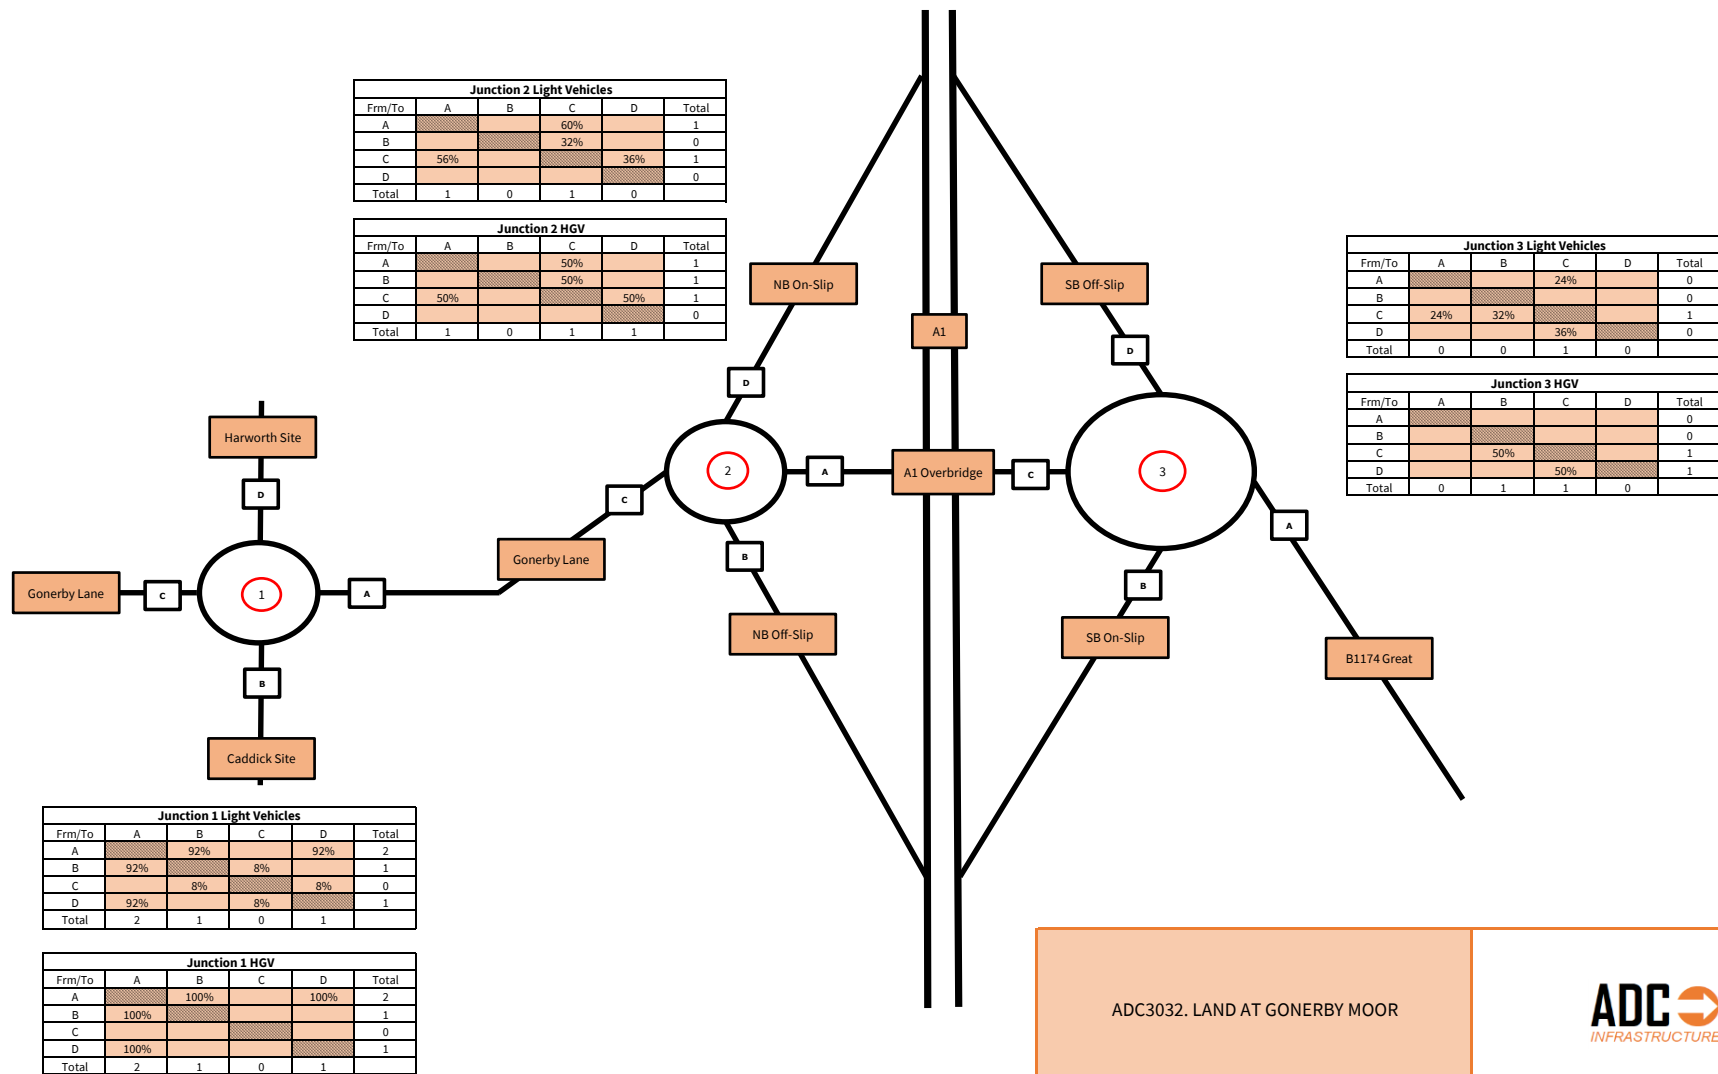 Junction 2 Light Vehicles
Frm/To A B C D Total
A 60% 1
B 32% 0
C 56% 36% 1
D 0
Total 1 0 1 0
Junction 2 HGV
Frm/To A B C D Total
A 50% 1
B 50% 1
C 50% 50% 1
D 0
Total 1 0 1 1
Junction 3 Light Vehicles
Frm/To A B C D Total
A 24% 0
B 0
C 24% 32% 1
D 36% 0
Total 0 0 1 0
Junction 3 HGV
Frm/To A B C D Total
A 0
B 0
C 50% 1
D 50% 1
Total 0 1 1 0
NB On-Slip
SB Off-Slip
A1
D
D
Harworth Site
D
2
A
A1 Overbridge
C
3
C
A
Gonerby Lane
B
B
Gonerby Lane
C
1
A
NB Off-Slip
SB On-Slip
B1174 Great
B
Caddick Site
Junction 1 Light Vehicles
Frm/To A B C D Total
A 92% 92% 2
B 92% 8% 1
C 8% 8% 0
D 92% 8% 1
Total 2 1 0 1
Junction 1 HGV
Frm/To A B C D Total
A 100% 100% 2
B 100% 1
C 0
D 100% 1
Total 2 1 0 1
ADC3032. LAND AT GONERBY MOOR
ADC
INFRASTRUCTURE